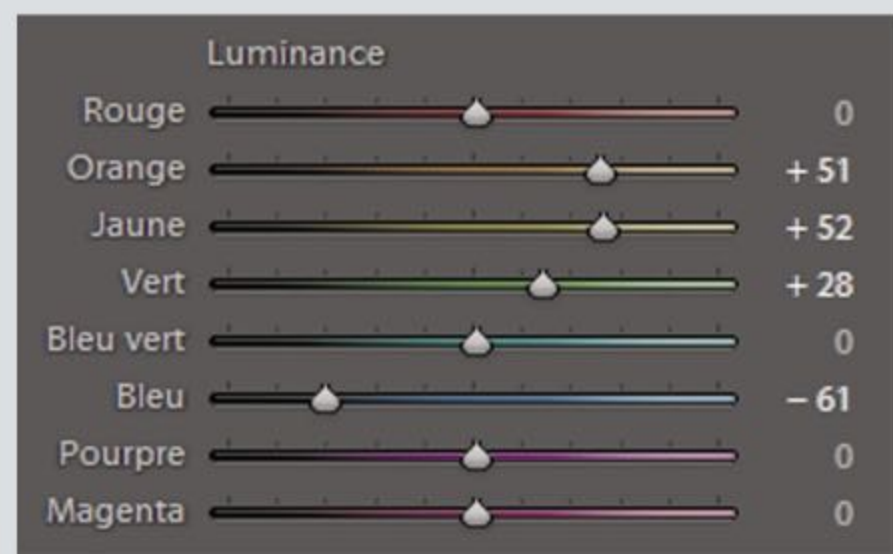 Luminance
Rouge 0
Orange + 51
Jaune + 52
Vert + 28
Bleu vert 0
Bleu − 61
Pourpre 0
Magenta 0